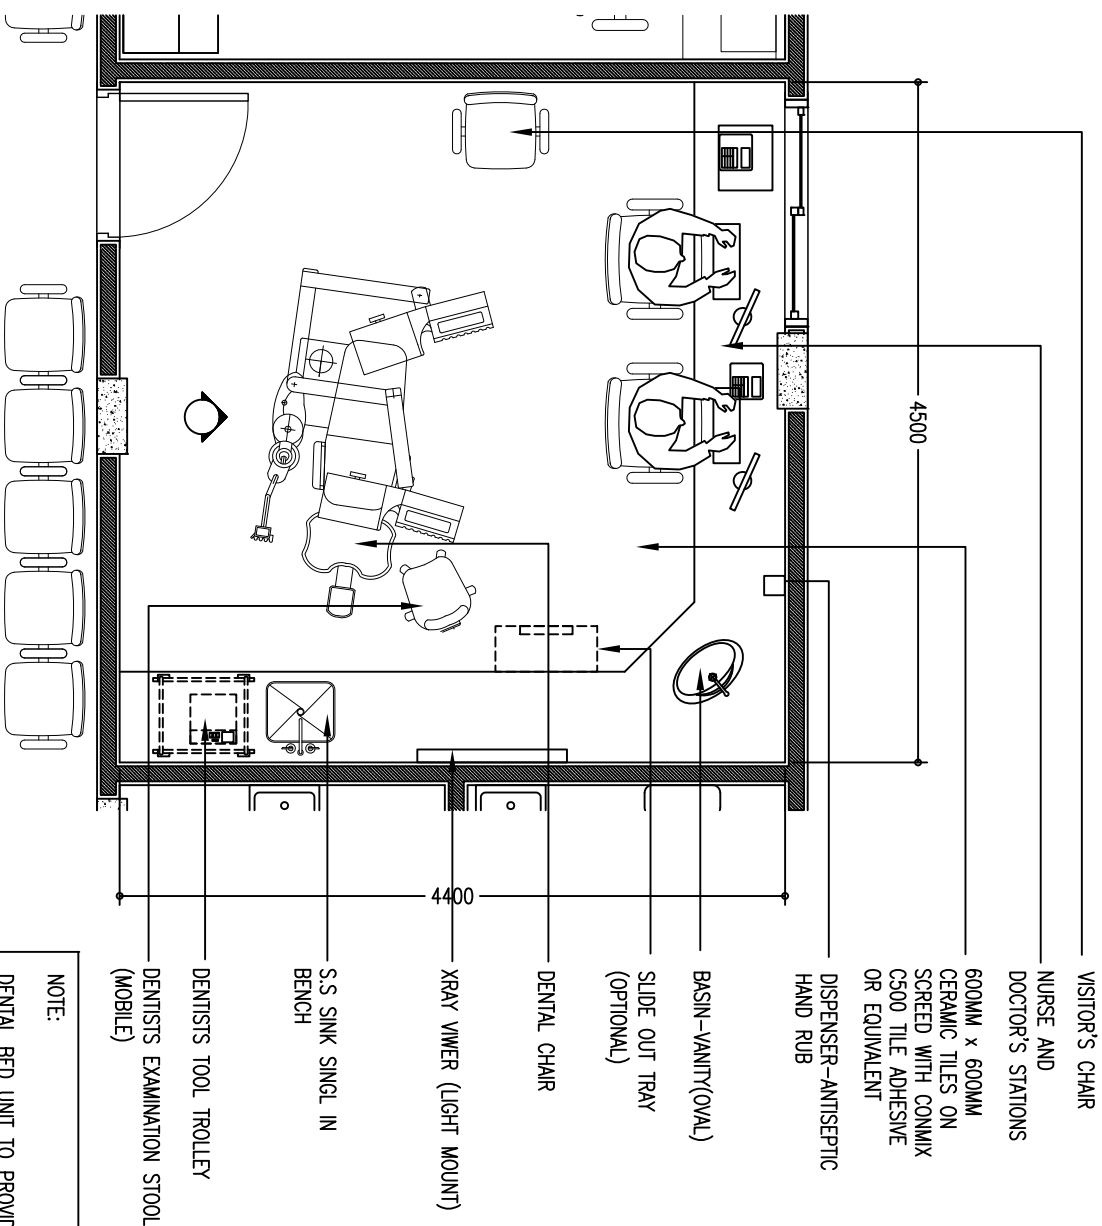 VISITOR'S CHAIR
NURSE AND
DOCTOR'S STATIONS
600MM x 600MM
CERAMIC TILES ON
SCREED WITH CONMIX
C500 TILE ADHESIVE
OR EQUIVALENT
DISPENSER-ANTISEPTIC
HAND RUB
BASIN-VANITY(OVAL)
SLIDE OUT TRAY
(OPTIONAL)
DENTAL CHAIR
XRAY VIWER (LIGHT MOUNT)
S.S SINK SINGL IN
BENCH
DENTISTS TOOL TROLLEY
DENTISTS EXAMINATION STOOL
(MOBILE)
4500
4400
NOTE:
DENTAL BED UNIT TO PROVID